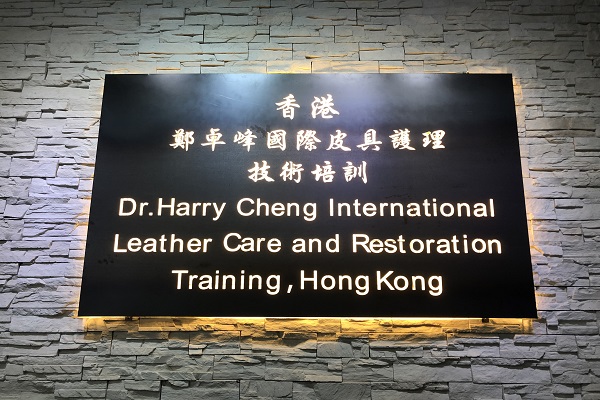 香港
鄭卓峰國際皮具護理
技術培訓
Dr.Harry Cheng International
Leather Care and Restoration
Training, Hong Kong